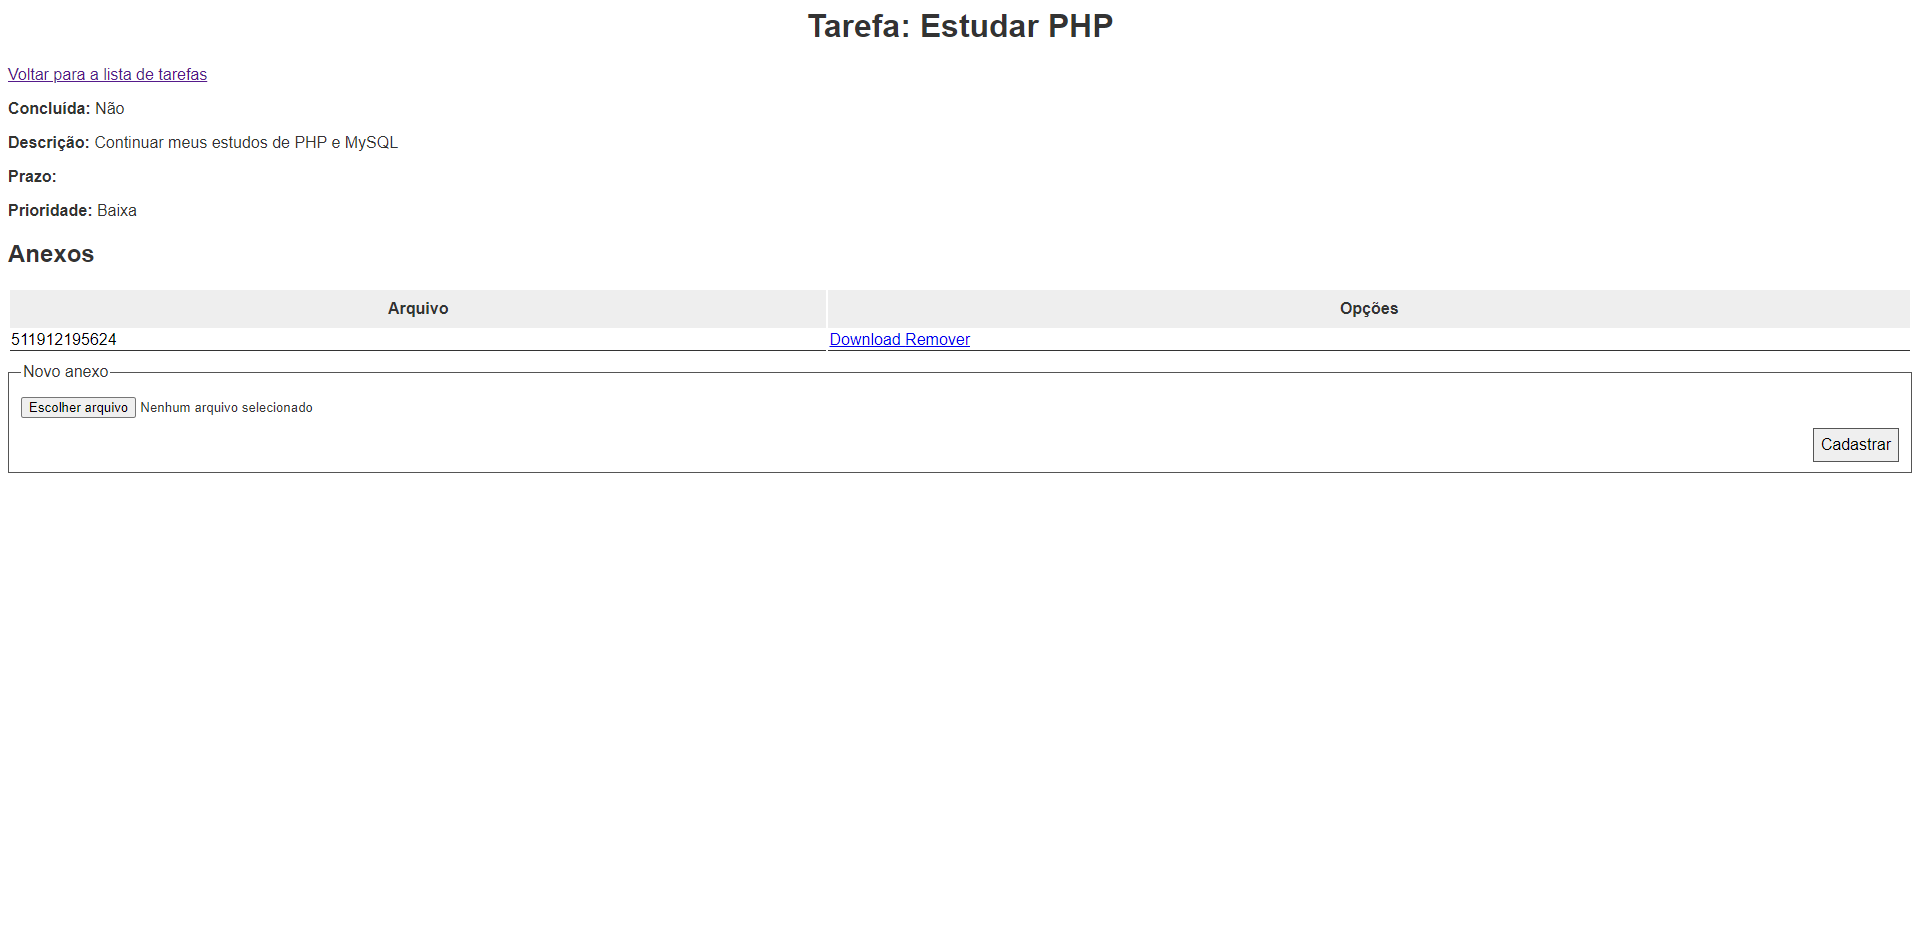 Tarefa: Estudar PHP
Voltar para a lista de tarefas
Concluída: Não
Descrição: Continuar meus estudos de PHP e MySQL
Prazo:
Prioridade: Baixa
Anexos
Arquivo Opções
511912195624 Download Remover
Novo anexo
Escolher arquivo Nenhum arquivo selecionado
Cadastrar